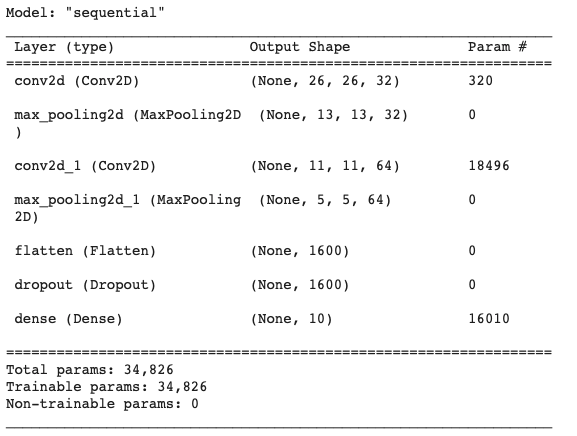 Model: "sequential"
_________________________________________________________________
Layer (type) Output Shape Param #
=================================================================
conv2d (Conv2D) (None, 26, 26, 32) 320
max_pooling2d (MaxPooling2D (None, 13, 13, 32) 0
)
conv2d_1 (Conv2D) (None, 11, 11, 64) 18496
max_pooling2d_1 (MaxPooling (None, 5, 5, 64) 0
2D)
flatten (Flatten) (None, 1600) 0
dropout (Dropout) (None, 1600) 0
dense (Dense) (None, 10) 16010
=================================================================
Total params: 34,826
Trainable params: 34,826
Non-trainable params: 0
_________________________________________________________________